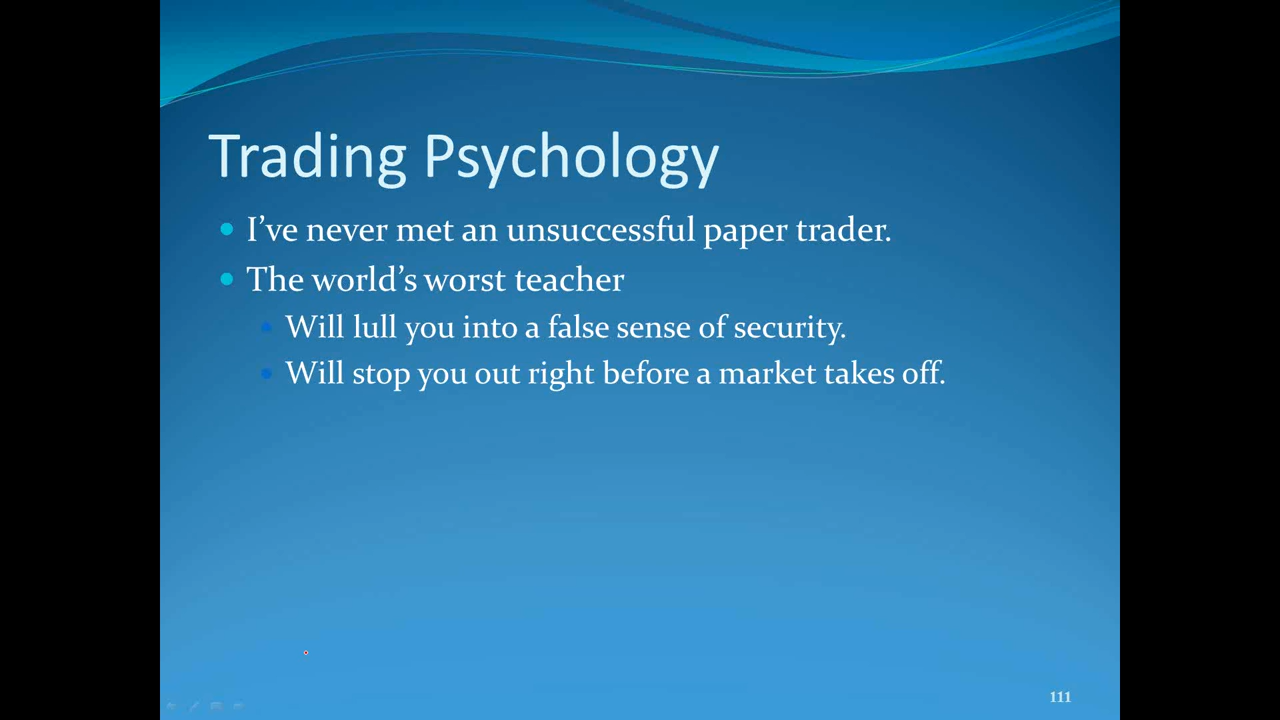 Trading Psychology
I’ve never met an unsuccessful paper trader.
The world’s worst teacher
Will lull you into a false sense of security.
Will stop you out right before a market takes off.
111